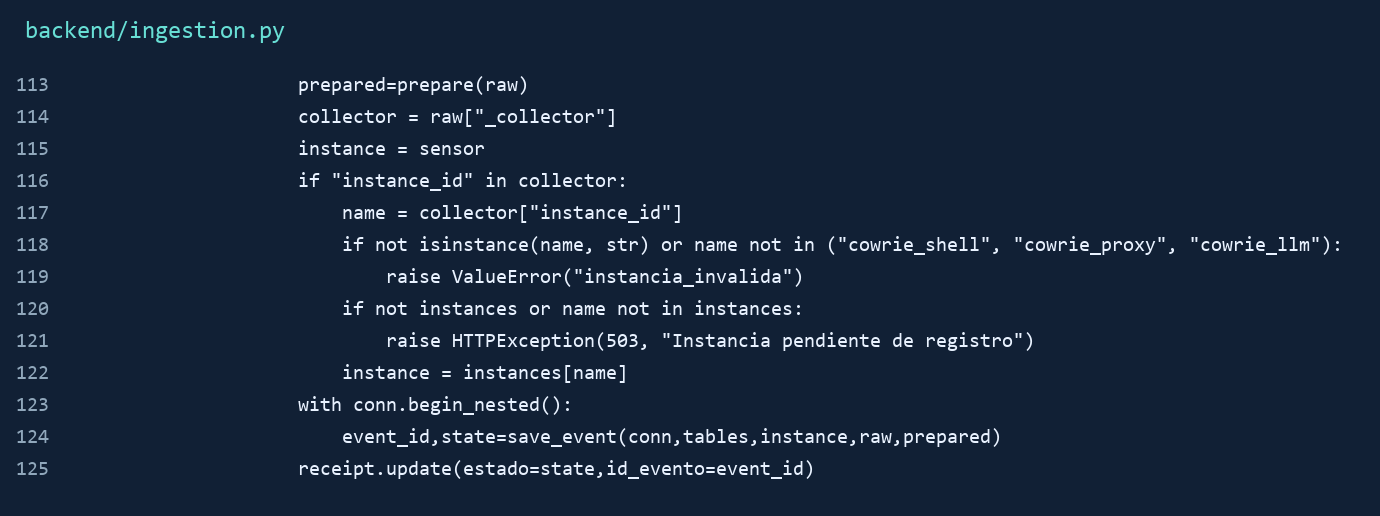 backend/ingestion.py
113 prepared=prepare(raw)
114 collector = raw["_collector"]
115 instance = sensor
116 if "instance_id" in collector:
117 name = collector["instance_id"]
118 if not isinstance(name, str) or name not in ("cowrie_shell", "cowrie_proxy", "cowrie_llm"):
119 raise ValueError("instancia_invalida")
120 if not instances or name not in instances:
121 raise HTTPException(503, "Instancia pendiente de registro")
122 instance = instances[name]
123 with conn.begin_nested():
124 event_id,state=save_event(conn,tables,instance,raw,prepared)
125 receipt.update(estado=state,id_evento=event_id)